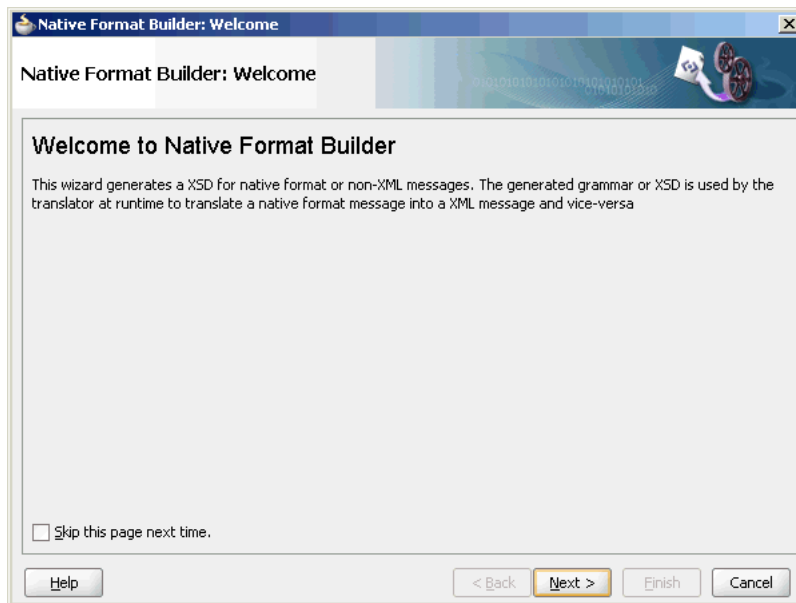 Native Format Builder: Welcome
Native Format Builder: Welcome
01010101010101010101010101
01010101010
Welcome to Native Format Builder
This wizard generates a XSD for native format or non-XML messages. The generated grammar or XSD is used by the
translator at runtime to translate a native format message into a XML message and vice-versa
Skip this page next time.
Help
< Back
Next >
Finish
Cancel